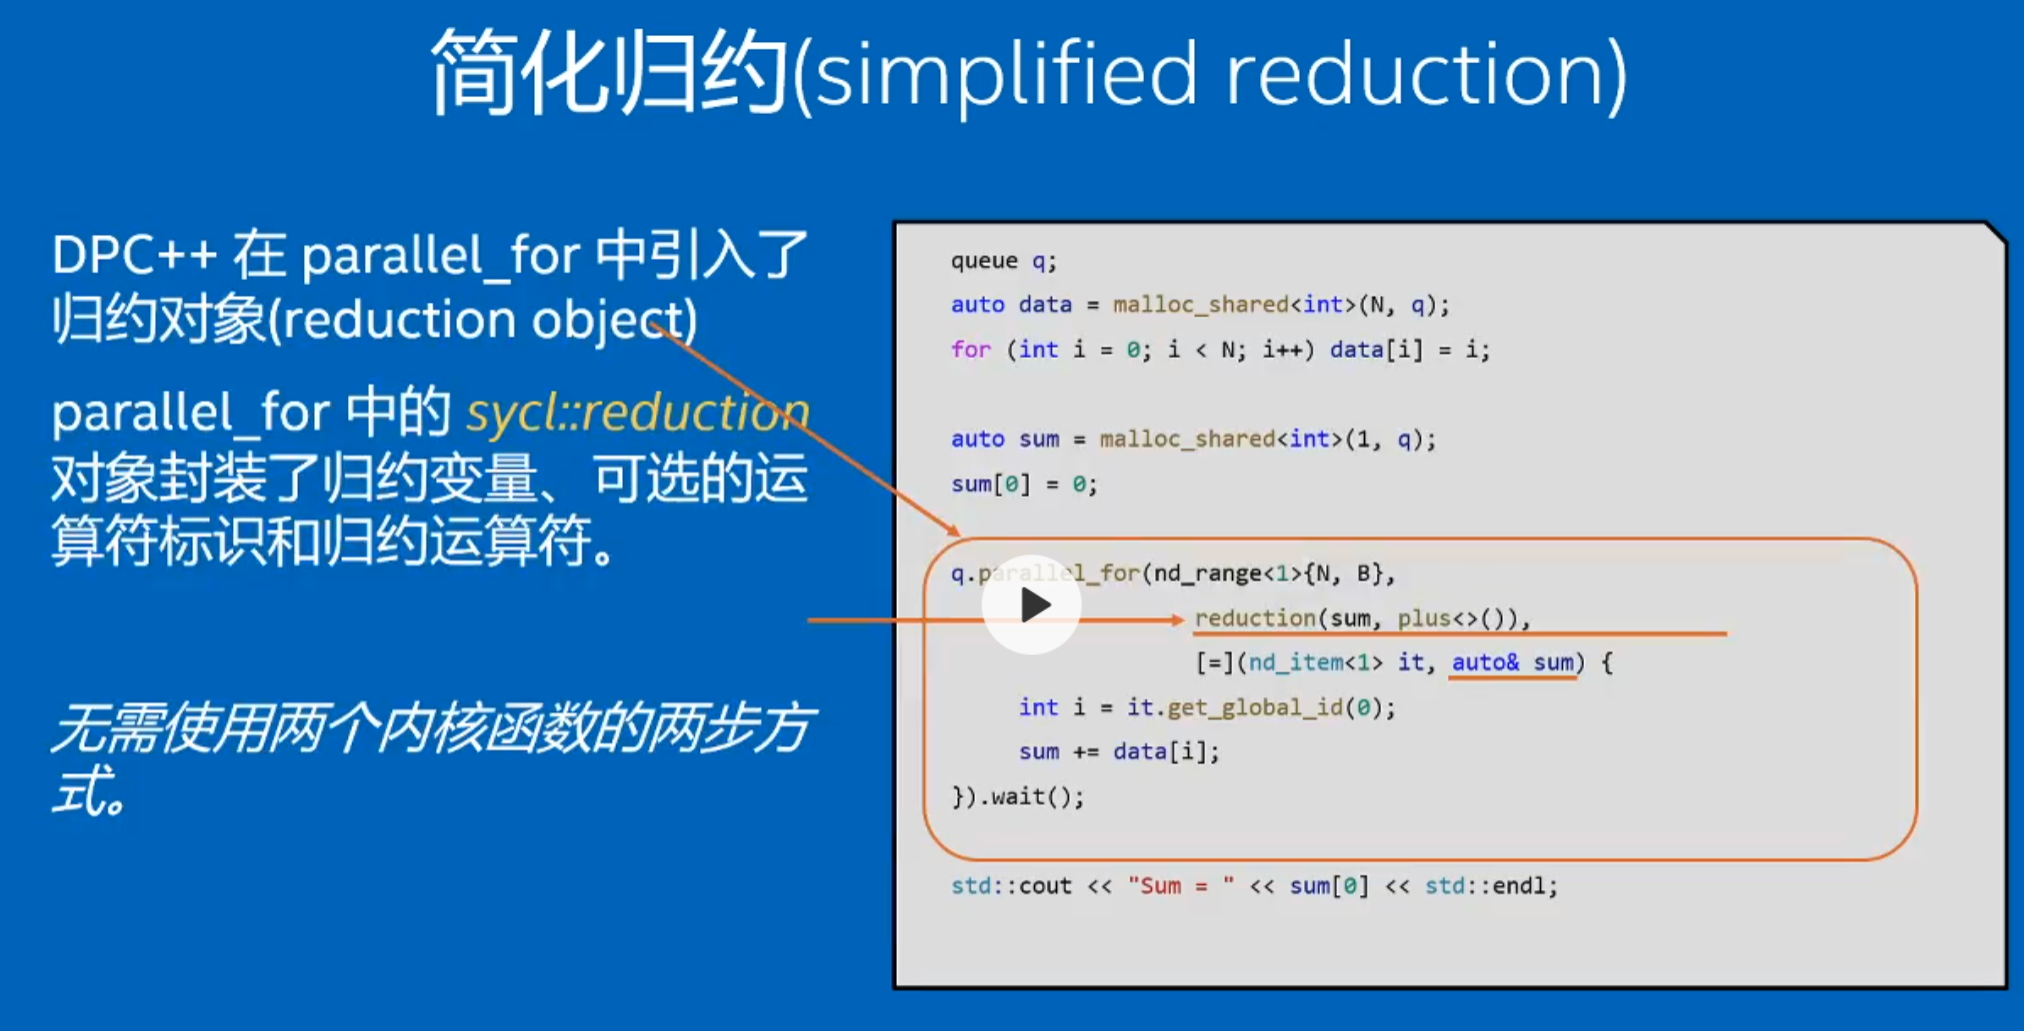 简化归约(simplified reduction)
DPC++ 在 parallel_for 中引入了
归约对象(reduction object)
parallel_for 中的 sycl::reduction
对象封装了归约变量、可选的运
算符标识和归约运算符。
无需使用两个内核函数的两步方
式。
queue q;
auto data = malloc_shared<int>(N, q);
for (int i = 0; i < N; i++) data[i] = i;
auto sum = malloc_shared<int>(1, q);
sum[0] = 0;
q.parallel_for(nd_range<1>{N, B},
reduction(sum, plus<>()),
[=](nd_item<1> it, auto& sum) {
int i = it.get_global_id(0);
sum += data[i];
}).wait();
std::cout << "Sum = " << sum[0] << std::endl;